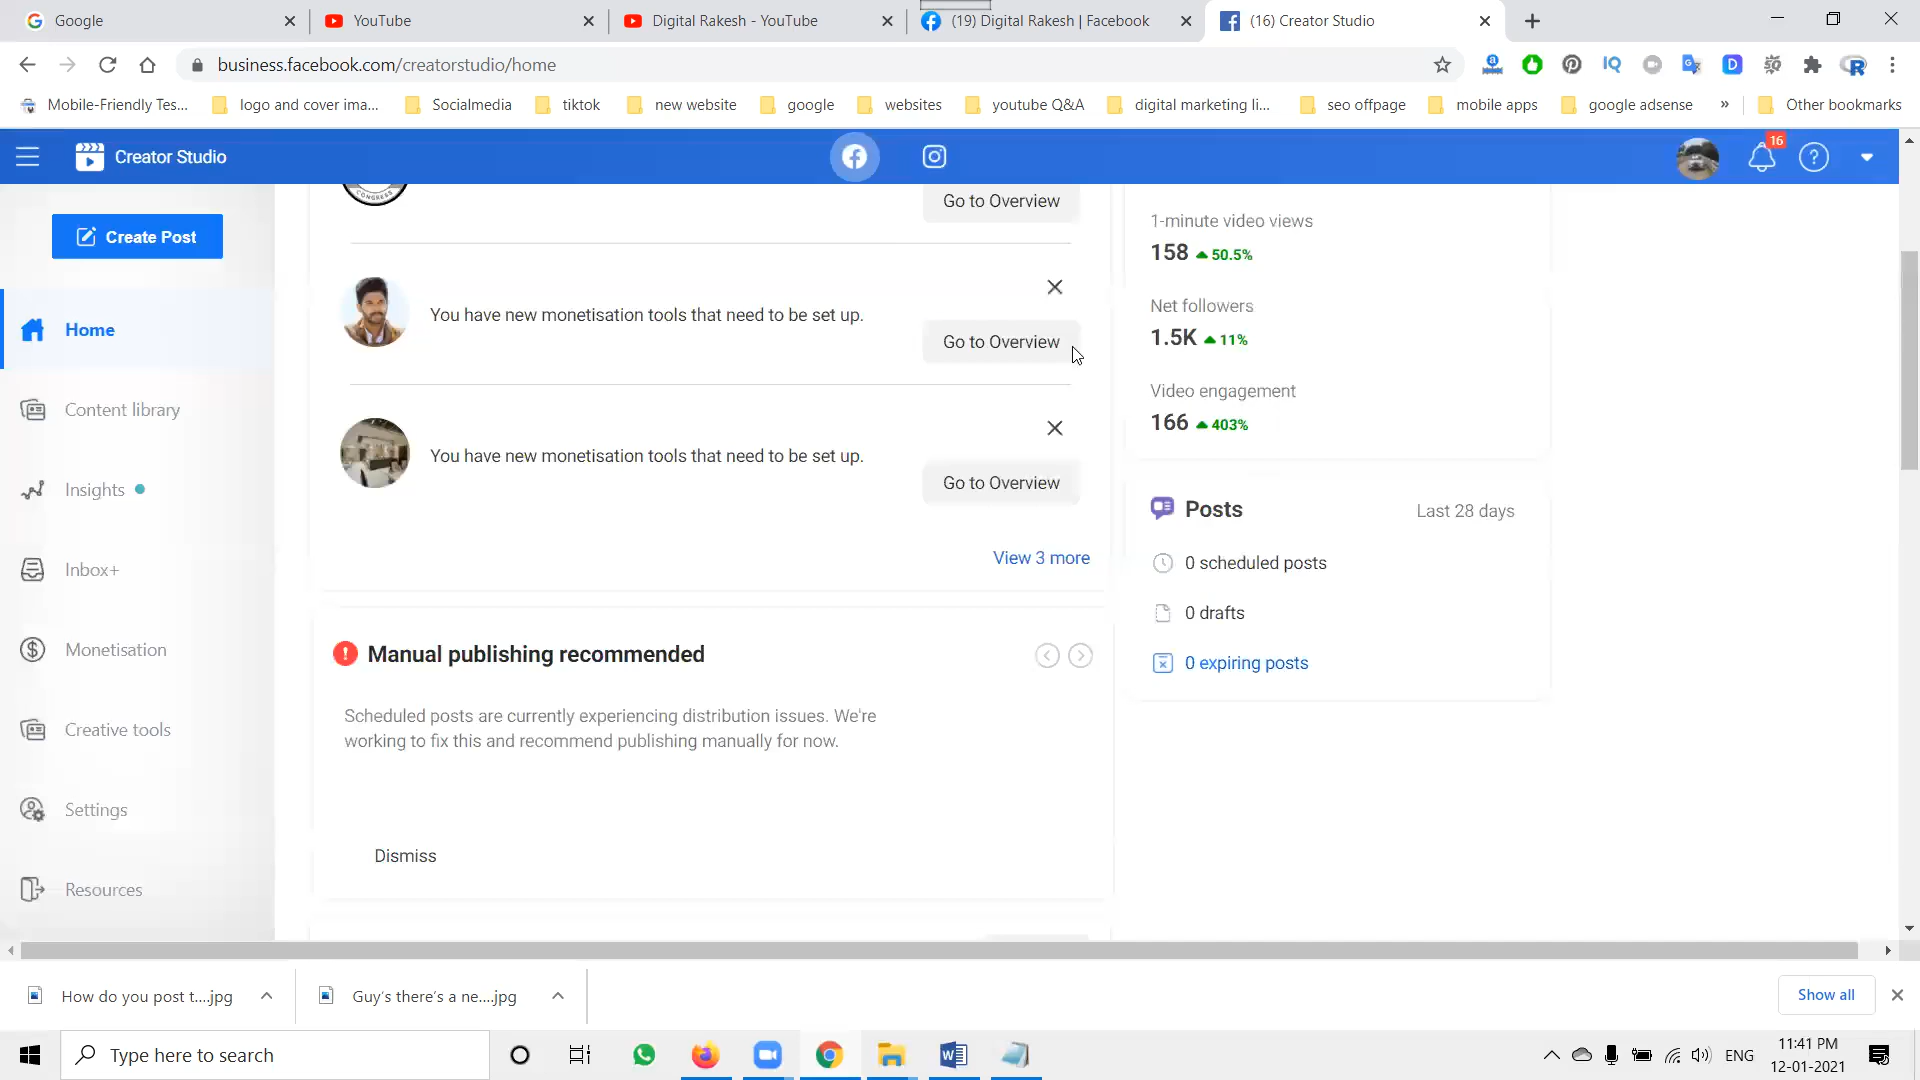 Google
YouTube
Digital Rakesh - YouTube
(19) Digital Rakesh | Facebook
(16) Creator Studio
business.facebook.com/creatorstudio/home
Mobile-Friendly Tes...
logo and cover ima...
Socialmedia
tiktok
new website
google
websites
youtube Q&A
digital marketing li...
seo offpage
mobile apps
google adsense
»
Other bookmarks
Creator Studio
16
Create Post
Home
Content library
Insights
Inbox+
Monetisation
Creative tools
Settings
Resources
CONGRESS
Go to Overview
You have new monetisation tools that need to be set up.
Go to Overview
You have new monetisation tools that need to be set up.
Go to Overview
View 3 more
Manual publishing recommended
Scheduled posts are currently experiencing distribution issues. We're
working to fix this and recommend publishing manually for now.
Dismiss
1-minute video views
158 50.5%
Net followers
1.5K 11%
Video engagement
166 403%
Posts
Last 28 days
0 scheduled posts
0 drafts
0 expiring posts
How do you post t....jpg
Guy's there's a ne....jpg
Show all
Type here to search
ENG
11:41 PM
12-01-2021